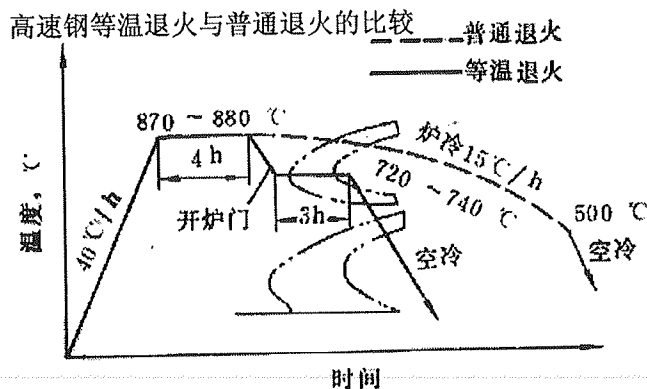 高速钢等温退火与普通退火的比较
普通退火
等温退火
870 ~ 880 ℃
4h
炉冷15℃/h
720 ~ 740 ℃
500 ℃
空冷
开炉门
3h
空冷
40℃/h
温度，℃
时间